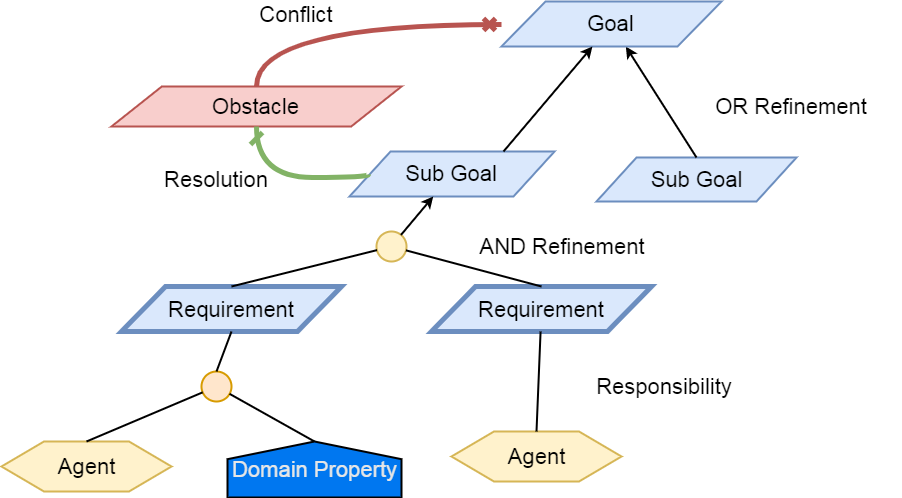 Conflict
Goal
Obstacle
OR Refinement
Resolution
Sub Goal
Sub Goal
AND Refinement
Requirement
Requirement
Responsibility
Agent
Domain Property
Agent